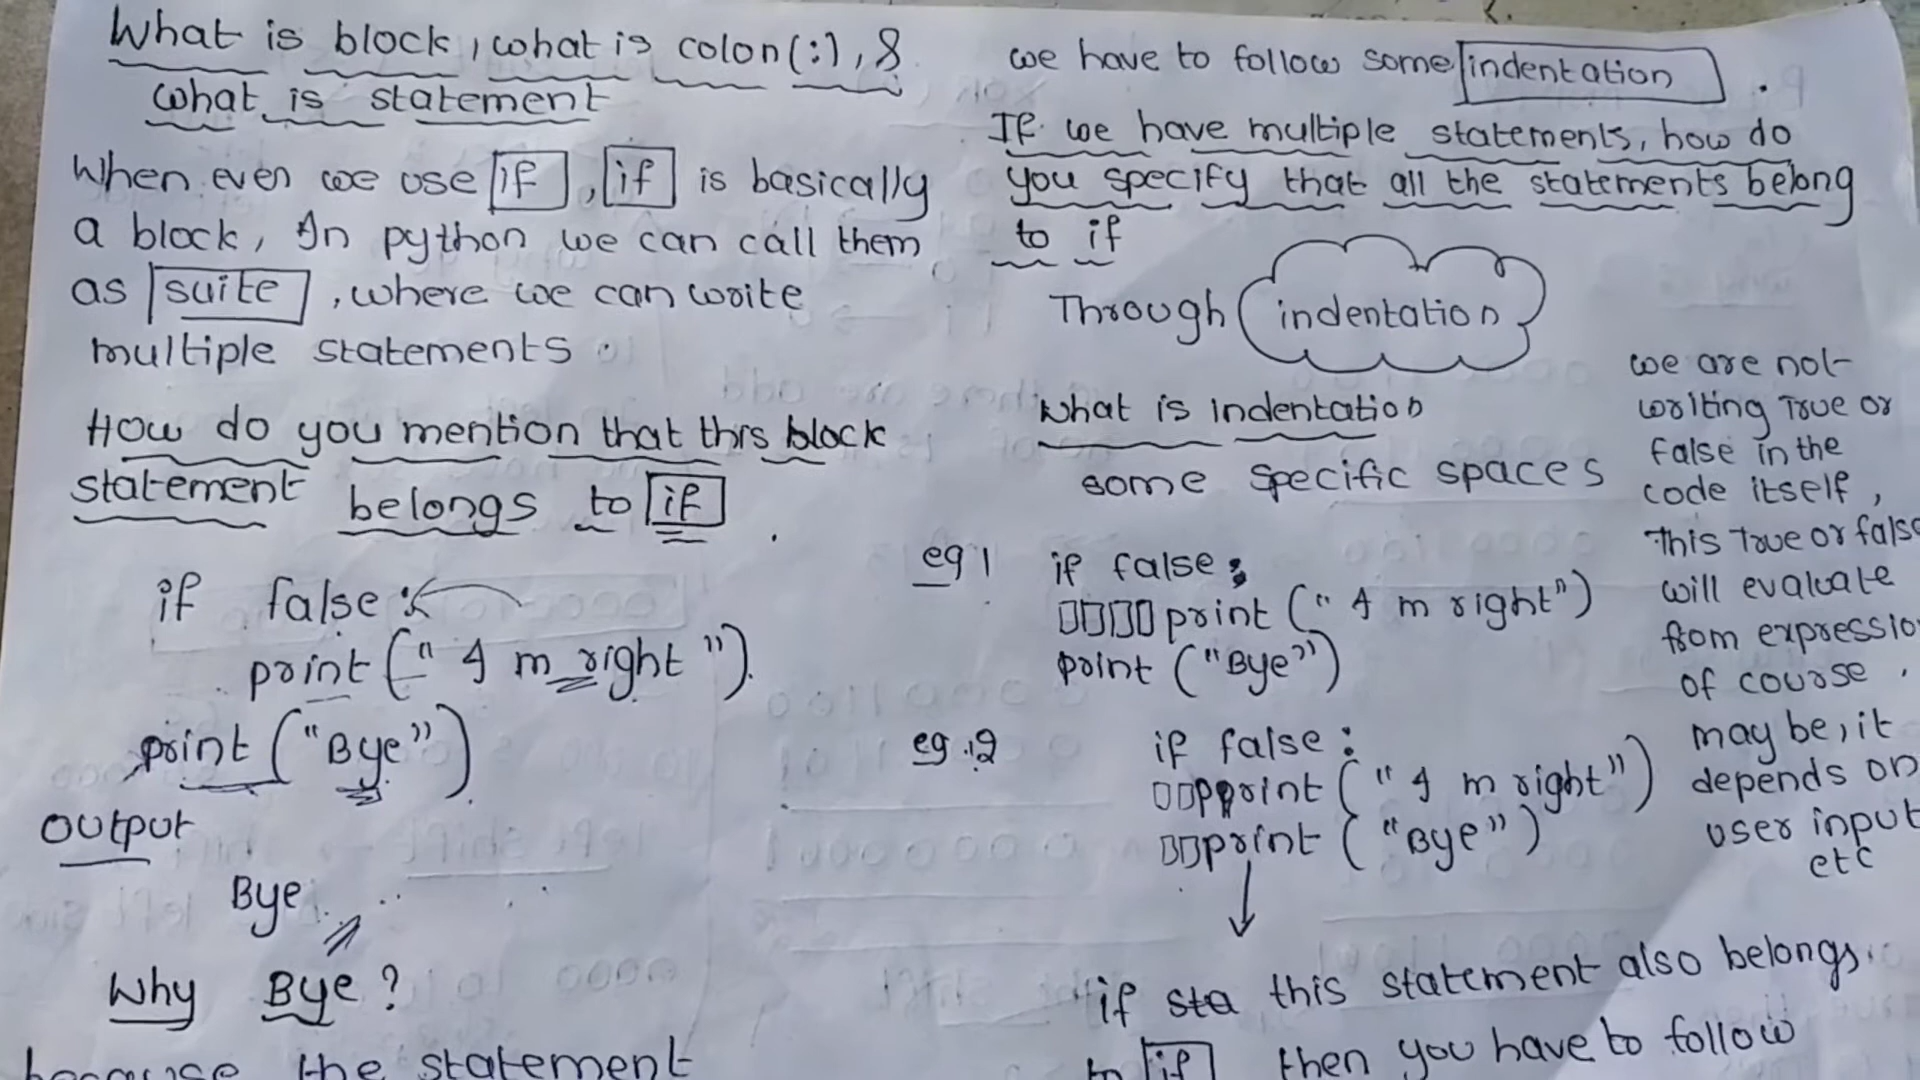 What is block, what is colon(:), &
what is statement
When ever we use if, if is basically
a block, In python we can call them
as suite, where we can write
multiple statements.
How do you mention that this block
statement belongs to if.
if false:
print (" I m right ")
print ("Bye")
output
Bye
Why Bye?
because the statement
we have to follow some indentation.
If we have multiple statements, how do
you specify that all the statements belong
to if
Through indentation
What is Indentation
some specific spaces
eg 1 if false:
□□□□print (" I m right")
print ("Bye")
eg.2 if false:
□□print (" I m right")
□□print ("Bye")
if sta this statement also belongs
to if then you have to follow
we are not
writing True or
false in the
code itself,
This True or false
will evaluate
from expression
of course,
may be, it
depends on
user input
etc